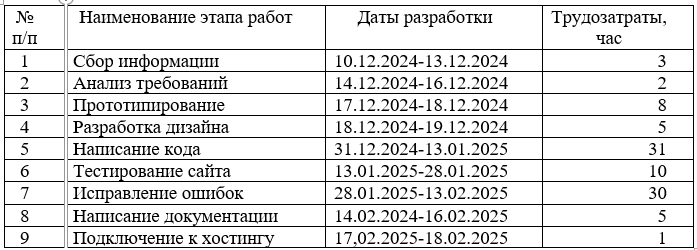 № п/п Наименование этапа работ Даты разработки Трудозатраты, час
1 Сбор информации 10.12.2024-13.12.2024 3
2 Анализ требований 14.12.2024-16.12.2024 2
3 Прототипирование 17.12.2024-18.12.2024 8
4 Разработка дизайна 18.12.2024-19.12.2024 5
5 Написание кода 31.12.2024-13.01.2025 31
6 Тестирование сайта 13.01.2025-28.01.2025 10
7 Исправление ошибок 28.01.2025-13.02.2025 30
8 Написание документации 14.02.2024-16.02.2025 5
9 Подключение к хостингу 17,02.2025-18.02.2025 1